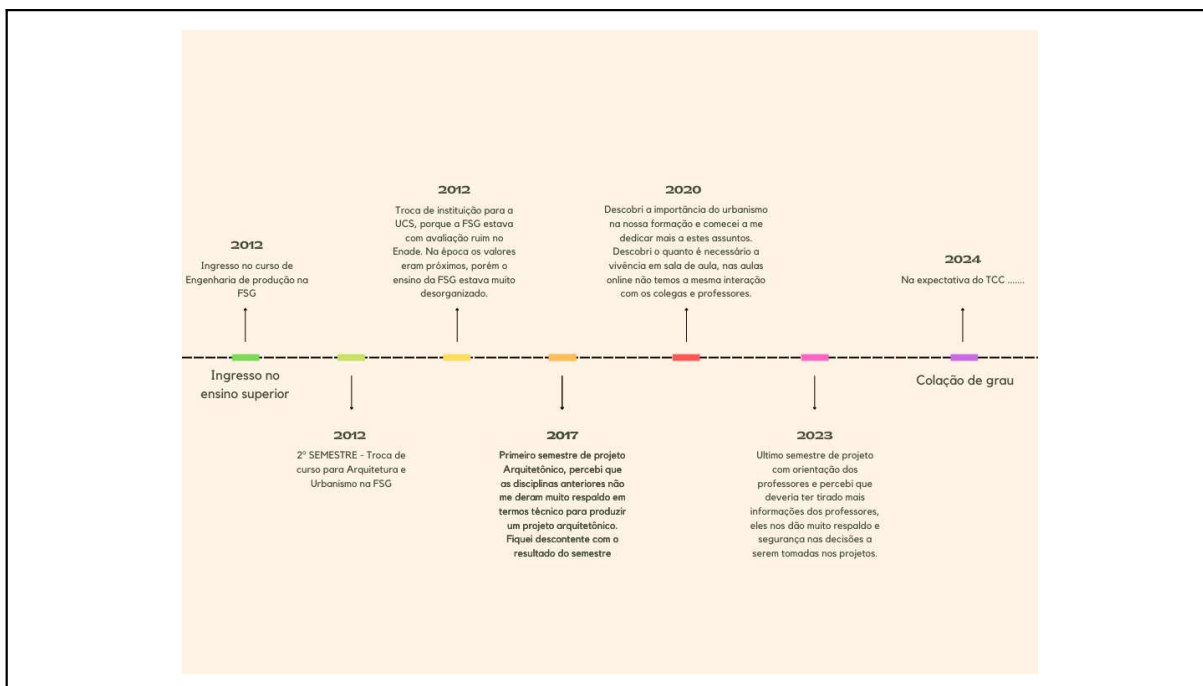 2012
Ingresso no curso de
Engenharia de produção na
FSG
2012
Troca de instituição para a
UCS, porque a FSG estava
com avaliação ruim no
Enade. Na época os valores
eram próximos, porém o
ensino da FSG estava muito
desorganizado.
2020
Descobri a importância do urbanismo
na nossa formação e comecei a me
dedicar mais a estes assuntos.
Descobri o quanto é necessário a
vivência em sala de aula, nas aulas
online não temos a mesma interação
com os colegas e professores.
2024
Na expectativa do TCC .......
Ingresso no
ensino superior
Colação de grau
2012
2º SEMESTRE - Troca de
curso para Arquitetura e
Urbanismo na FSG
2017
Primeiro semestre de projeto
Arquitetônico, percebi que
as disciplinas anteriores não
me deram muito respaldo em
termos técnico para produzir
um projeto arquitetônico.
Fiquei descontente com o
resultado do semestre
2023
Ultimo semestre de projeto
com orientação dos
professores e percebi que
deveria ter tirado mais
informações dos professores,
eles nos dão muito respaldo e
segurança nas decisões a
serem tomadas nos projetos.